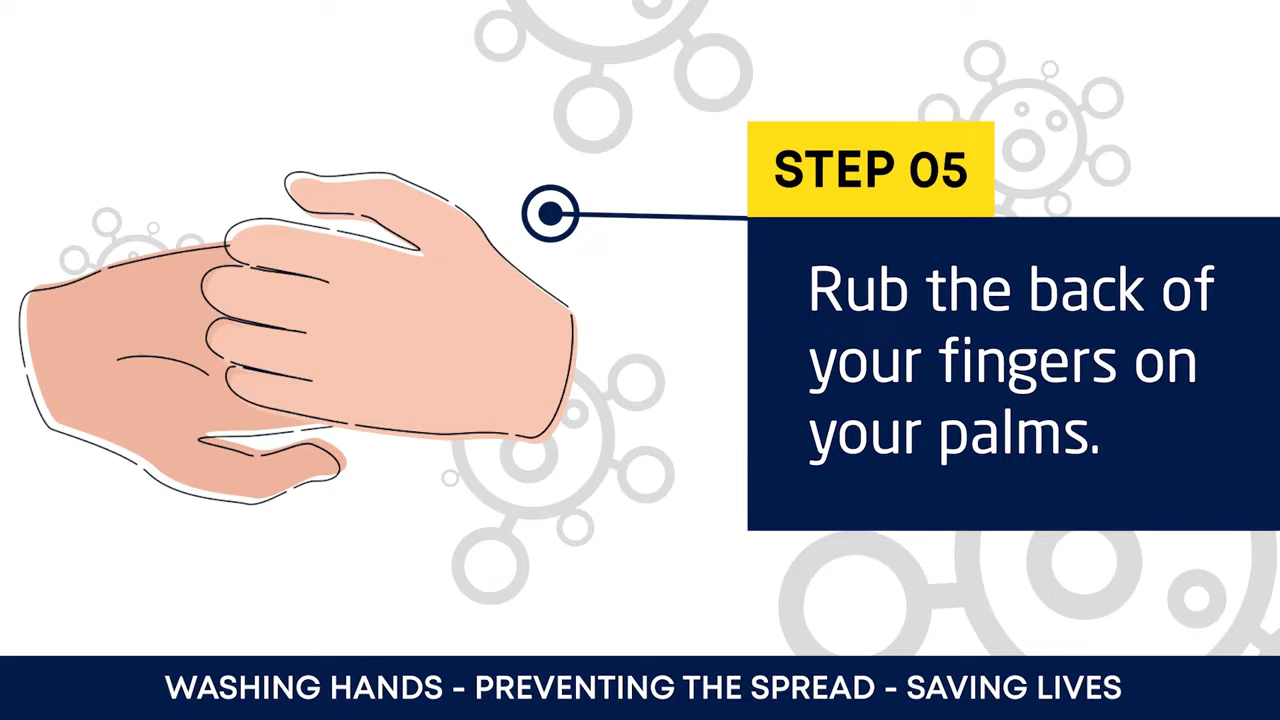 STEP 05
Rub the back of
your fingers on
your palms.
WASHING HANDS - PREVENTING THE SPREAD - SAVING LIVES